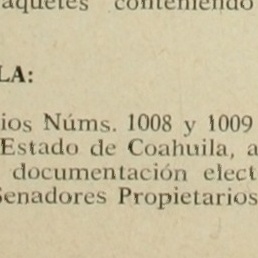 aquetes conteniendo
LA:
ios Núms. 1008 y 1009
Estado de Coahuila, a
documentación elect
Senadores Propietarios